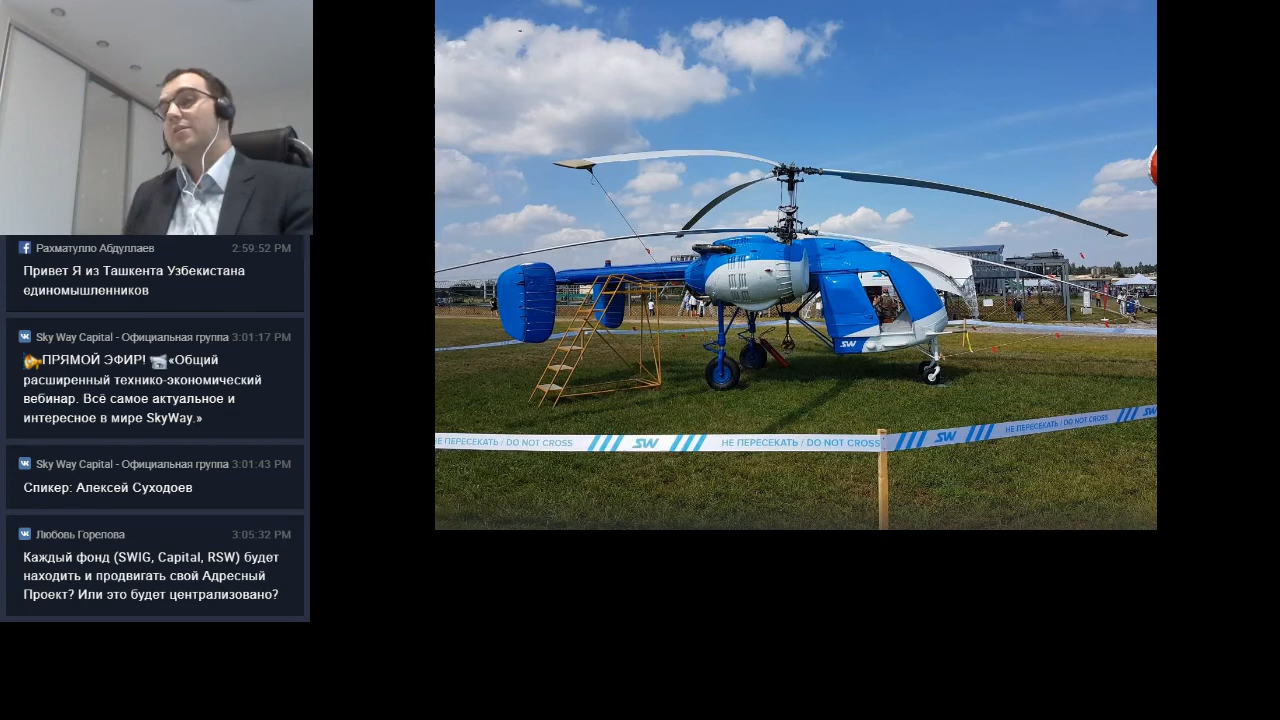 Рахматулло Абдуллаев 2:59:52 PM
Привет Я из Ташкента Узбекистана
единомышленников
Sky Way Capital - Официальная группа 3:01:17 PM
ПРЯМОЙ ЭФИР! «Общий
расширенный технико-экономический
вебинар. Всё самое актуальное и
интересное в мире SkyWay.»
Sky Way Capital - Официальная группа 3:01:43 PM
Спикер: Алексей Суходоев
Любовь Горелова 3:05:32 PM
Каждый фонд (SWIG, Capital, RSW) будет
находить и продвигать свой Адресный
Проект? Или это будет централизовано?
SW
НЕ ПЕРЕСЕКАТЬ / DO NOT CROSS SW НЕ ПЕРЕСЕКАТЬ / DO NOT CROSS SW НЕ ПЕРЕСЕКАТЬ / DO NOT CROSS SW